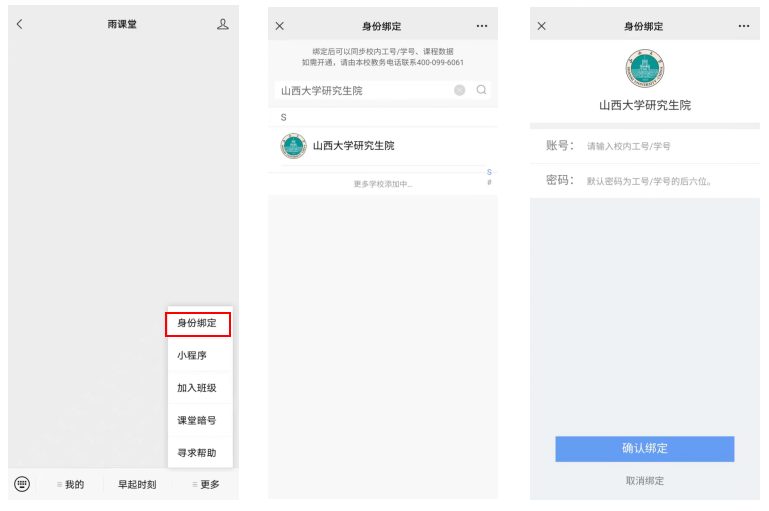 雨课堂
身份绑定
小程序
加入班级
课堂暗号
寻求帮助
我的
早起时刻
更多
身份绑定
绑定后可以同步校内工号/学号、课程数据
如需开通，请由本校教务电话联系400-099-6061
山西大学研究生院
S
山西大学研究生院
S
更多学校添加中...
#
身份绑定
山西大学研究生院
账号： 请输入校内工号/学号
密码： 默认密码为工号/学号的后六位。
确认绑定
取消绑定